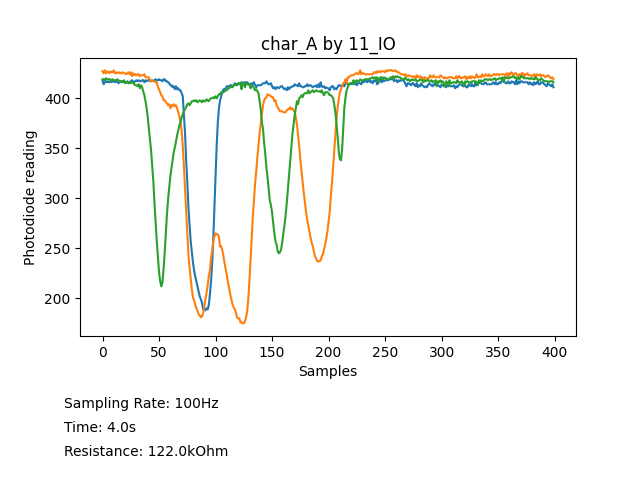 char_A by 11_IO
Photodiode reading
400
350
300
250
200
0 50 100 150 200 250 300 350 400
Samples
Sampling Rate: 100Hz
Time: 4.0s
Resistance: 122.0kOhm